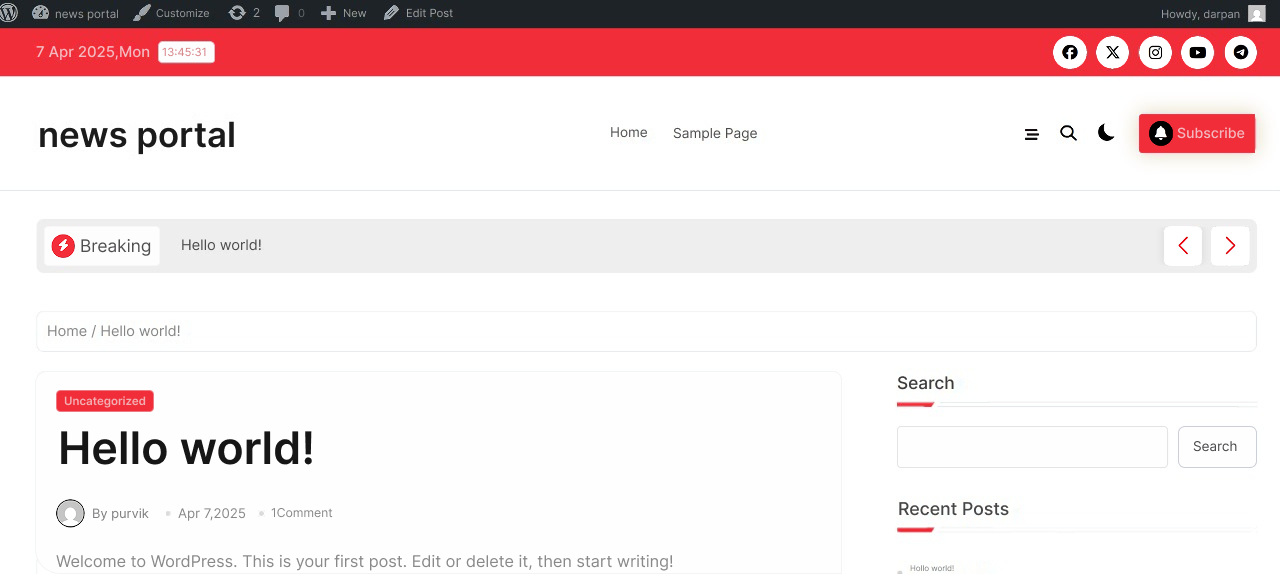 news portal Customize 2 0 New Edit Post Howdy, darpan
7 Apr 2025,Mon 13:45:31
news portal Home Sample Page Subscribe
Breaking Hello world!
Home / Hello world!
Uncategorized
Hello world!
By purvik Apr 7,2025 1Comment
Welcome to WordPress. This is your first post. Edit or delete it, then start writing!
Search
Search
Recent Posts
Hello world!